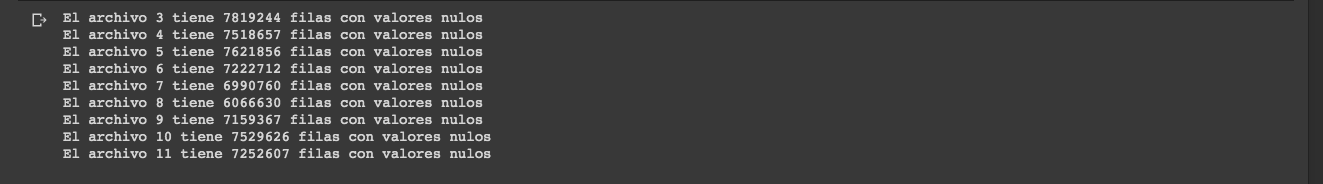 El archivo 3 tiene 7819244 filas con valores nulos
El archivo 4 tiene 7518657 filas con valores nulos
El archivo 5 tiene 7621856 filas con valores nulos
El archivo 6 tiene 7222712 filas con valores nulos
El archivo 7 tiene 6990760 filas con valores nulos
El archivo 8 tiene 6066630 filas con valores nulos
El archivo 9 tiene 7159367 filas con valores nulos
El archivo 10 tiene 7529626 filas con valores nulos
El archivo 11 tiene 7252607 filas con valores nulos